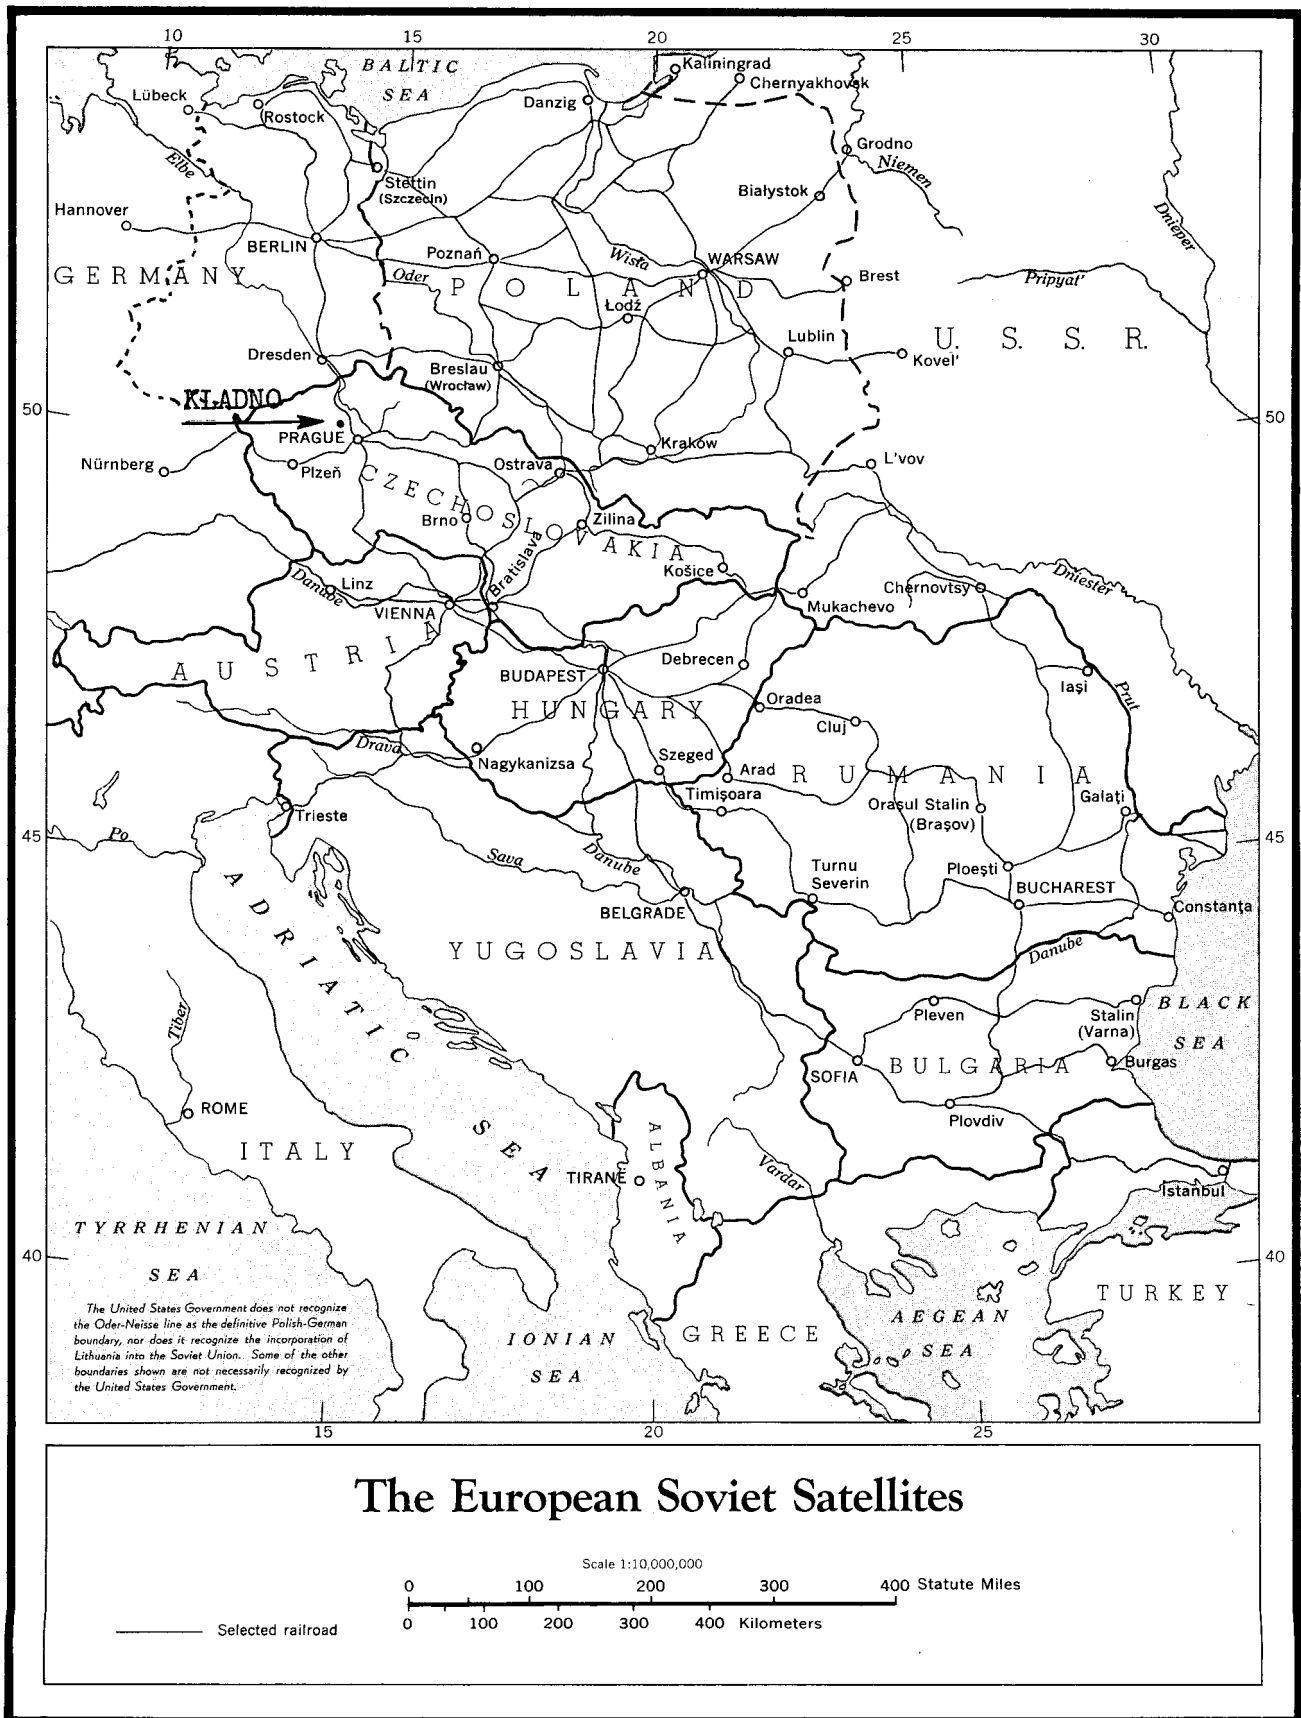 10 15 20 25 30
BALTIC
SEA
Kaliningrad
Chernyakhovsk
Lübeck
Rostock
Danzig
Grodno
Niemen
Elbe
Stettin
(Szczecin)
Białystok
Dnieper
Hannover
BERLIN
Poznań
Wisła
WARSAW
GERMANY
Oder
POLAND
Brest
Pripyat'
Łodź
Lublin
U. S. S. R.
Dresden
Breslau
(Wrocław)
Kovel'
KLADNO
50
50
PRAGUE
Kraków
Nürnberg
Plzeň
Ostrava
L'vov
CZECHOSLOVAKIA
Brno
Zilina
Bratislava
Košice
Danube
Linz
VIENNA
Mukachevo
Chernovtsy
Dniester
AUSTRIA
BUDAPEST
Debrecen
Iaşi
Prut
HUNGARY
Oradea
Cluj
Drava
Nagykanizsa
Szeged
Arad
RUMANIA
Timişoara
Oraşul Stalin
(Braşov)
Galaţi
Trieste
45
Po
45
Sava
Danube
Turnu
Severin
Ploeşti
BUCHAREST
Constanţa
BELGRADE
ADRIATIC SEA
YUGOSLAVIA
Danube
Tiber
Pleven
Stalin
(Varna)
BLACK
SEA
SOFIA
BULGARIA
Burgas
ROME
Plovdiv
ITALY
ALBANIA
TIRANË
Vardar
İstanbul
TYRRHENIAN
SEA
40
40
TURKEY
AEGEAN
SEA
IONIAN
SEA
GREECE
The United States Government does not recognize
the Oder-Neisse line as the definitive Polish-German
boundary, nor does it recognize the incorporation of
Lithuania into the Soviet Union. Some of the other
boundaries shown are not necessarily recognized by
the United States Government.
15 20 25
The European Soviet Satellites
Scale 1:10,000,000
0 100 200 300 400 Statute Miles
0 100 200 300 400 Kilometers
Selected railroad